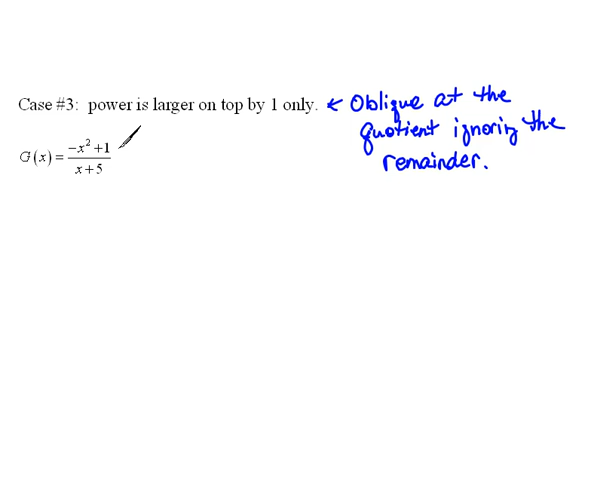 Case #3: power is larger on top by 1 only. ← Oblique at the
quotient ignoring the
remainder.
G(x) = (-x² + 1)/(x + 5)